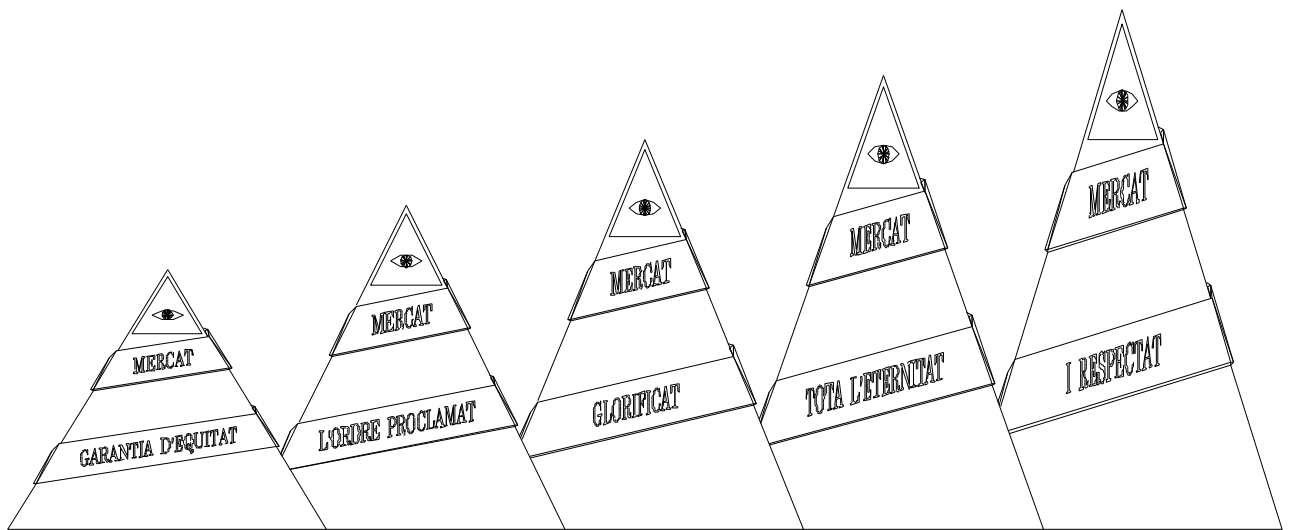 MERCAT
GARANTIA D'EQUITAT
MERCAT
L'ORDRE PROCLAMAT
MERCAT
GLORIFICAT
MERCAT
TOTA L'ETERNITAT
MERCAT
I RESPECTAT